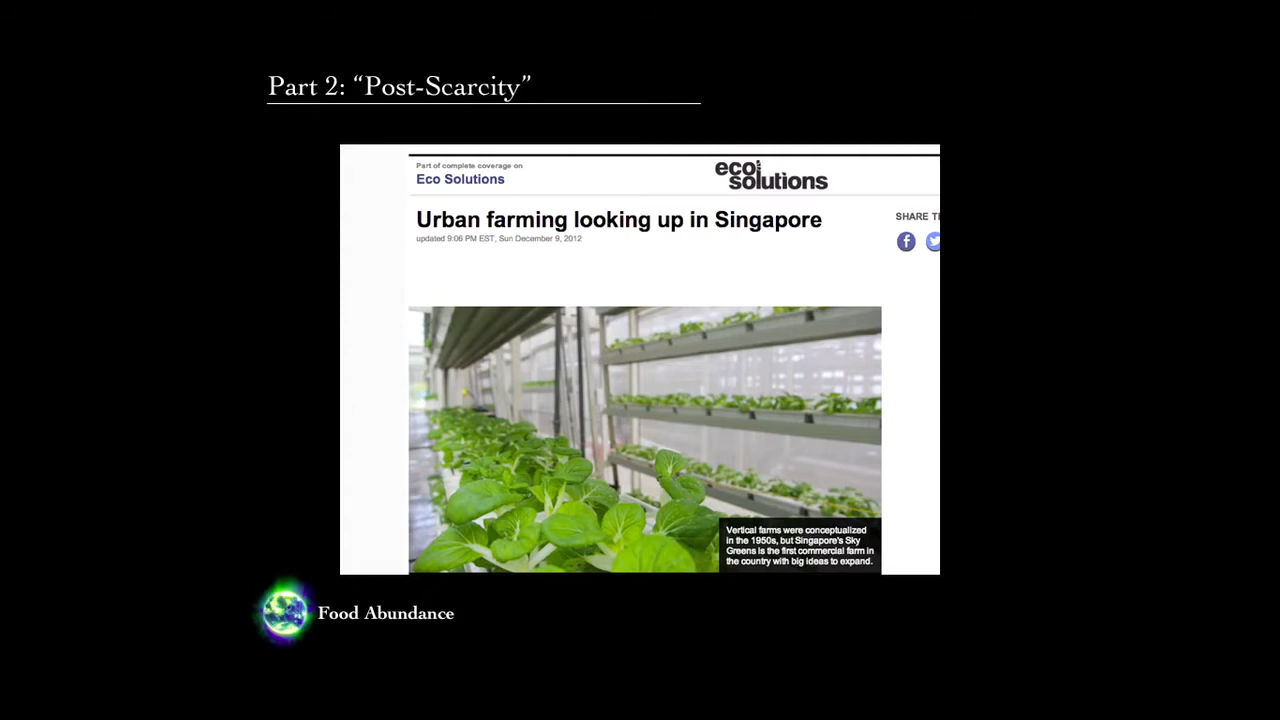 Part 2: “Post-Scarcity”
Part of complete coverage on
Eco Solutions
eco
solutions
Urban farming looking up in Singapore
updated 9:06 PM EST, Sun December 9, 2012
SHARE
Vertical farms were conceptualized
in the 1950s, but Singapore's Sky
Greens is the first commercial farm in
the country with big ideas to expand.
Food Abundance